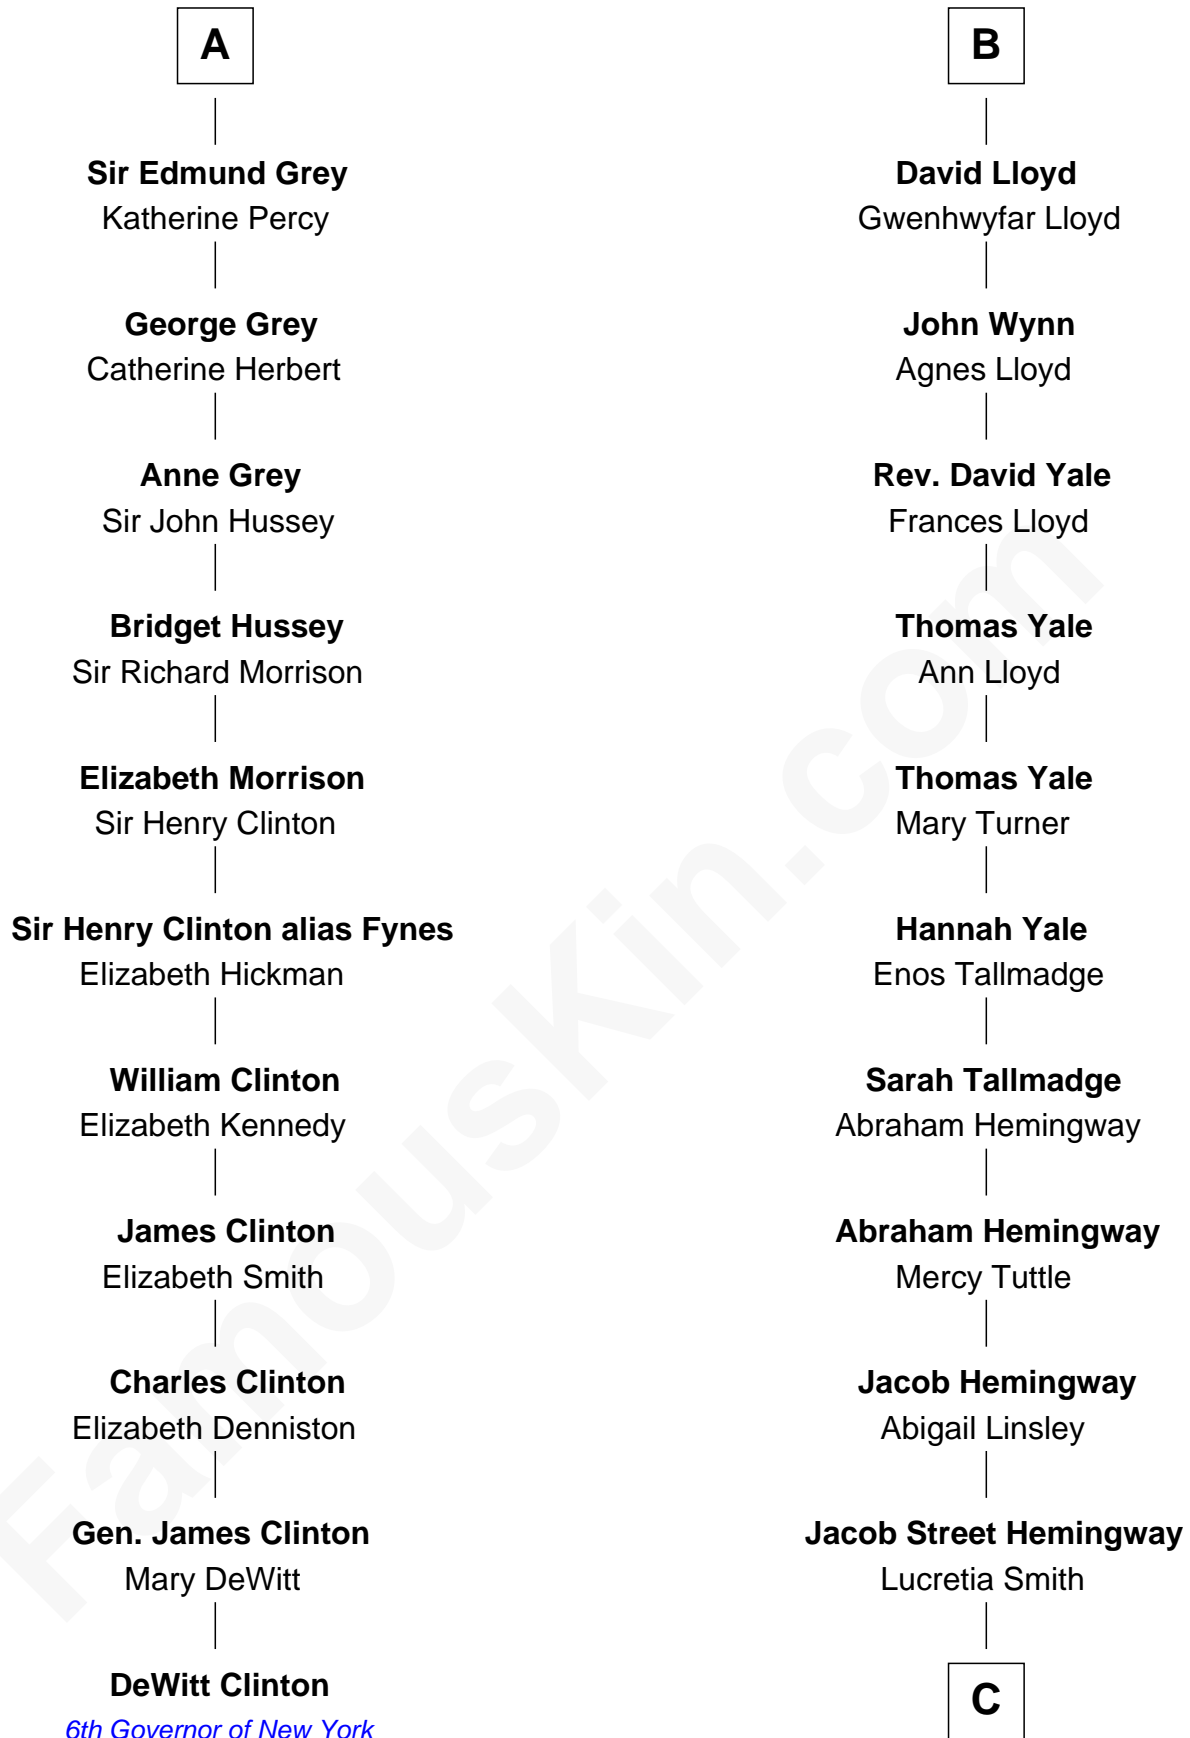 A
Sir Edmund Grey
Katherine Percy
George Grey
Catherine Herbert
Anne Grey
Sir John Hussey
Bridget Hussey
Sir Richard Morrison
Elizabeth Morrison
Sir Henry Clinton
Sir Henry Clinton alias Fynes
Elizabeth Hickman
William Clinton
Elizabeth Kennedy
James Clinton
Elizabeth Smith
Charles Clinton
Elizabeth Denniston
Gen. James Clinton
Mary DeWitt
DeWitt Clinton
6th Governor of New York
B
David Lloyd
Gwenhwyfar Lloyd
John Wynn
Agnes Lloyd
Rev. David Yale
Frances Lloyd
Thomas Yale
Ann Lloyd
Thomas Yale
Mary Turner
Hannah Yale
Enos Tallmadge
Sarah Tallmadge
Abraham Hemingway
Abraham Hemingway
Mercy Tuttle
Jacob Hemingway
Abigail Linsley
Jacob Street Hemingway
Lucretia Smith
C
FamousKin.com